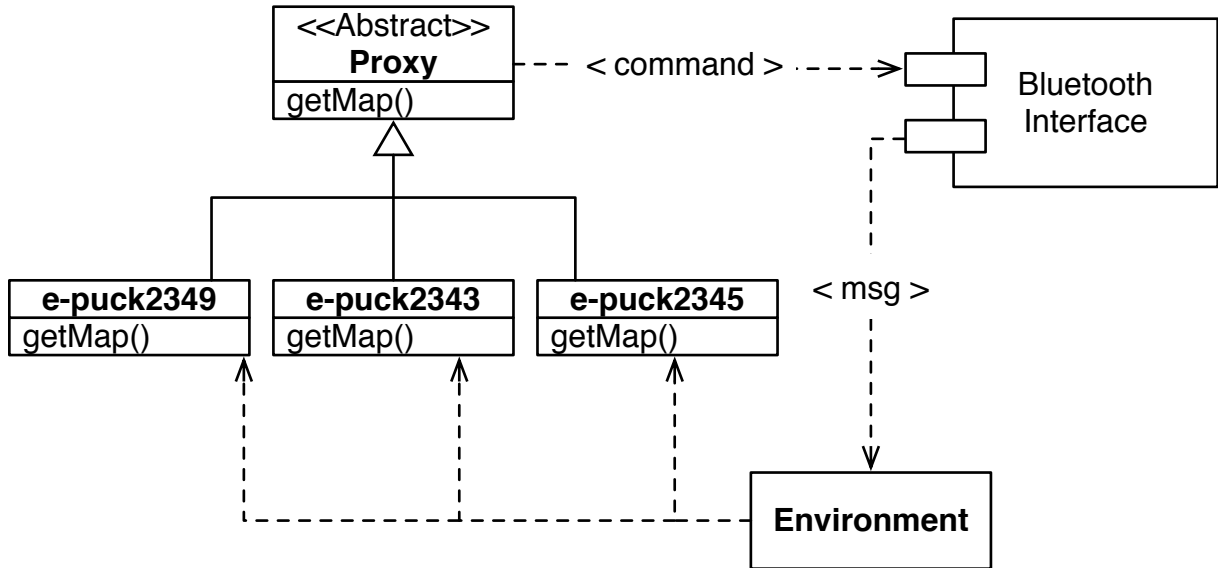 <<Abstract>>
Proxy
getMap()
< command >
Bluetooth
Interface
e-puck2349
getMap()
e-puck2343
getMap()
e-puck2345
getMap()
< msg >
Environment